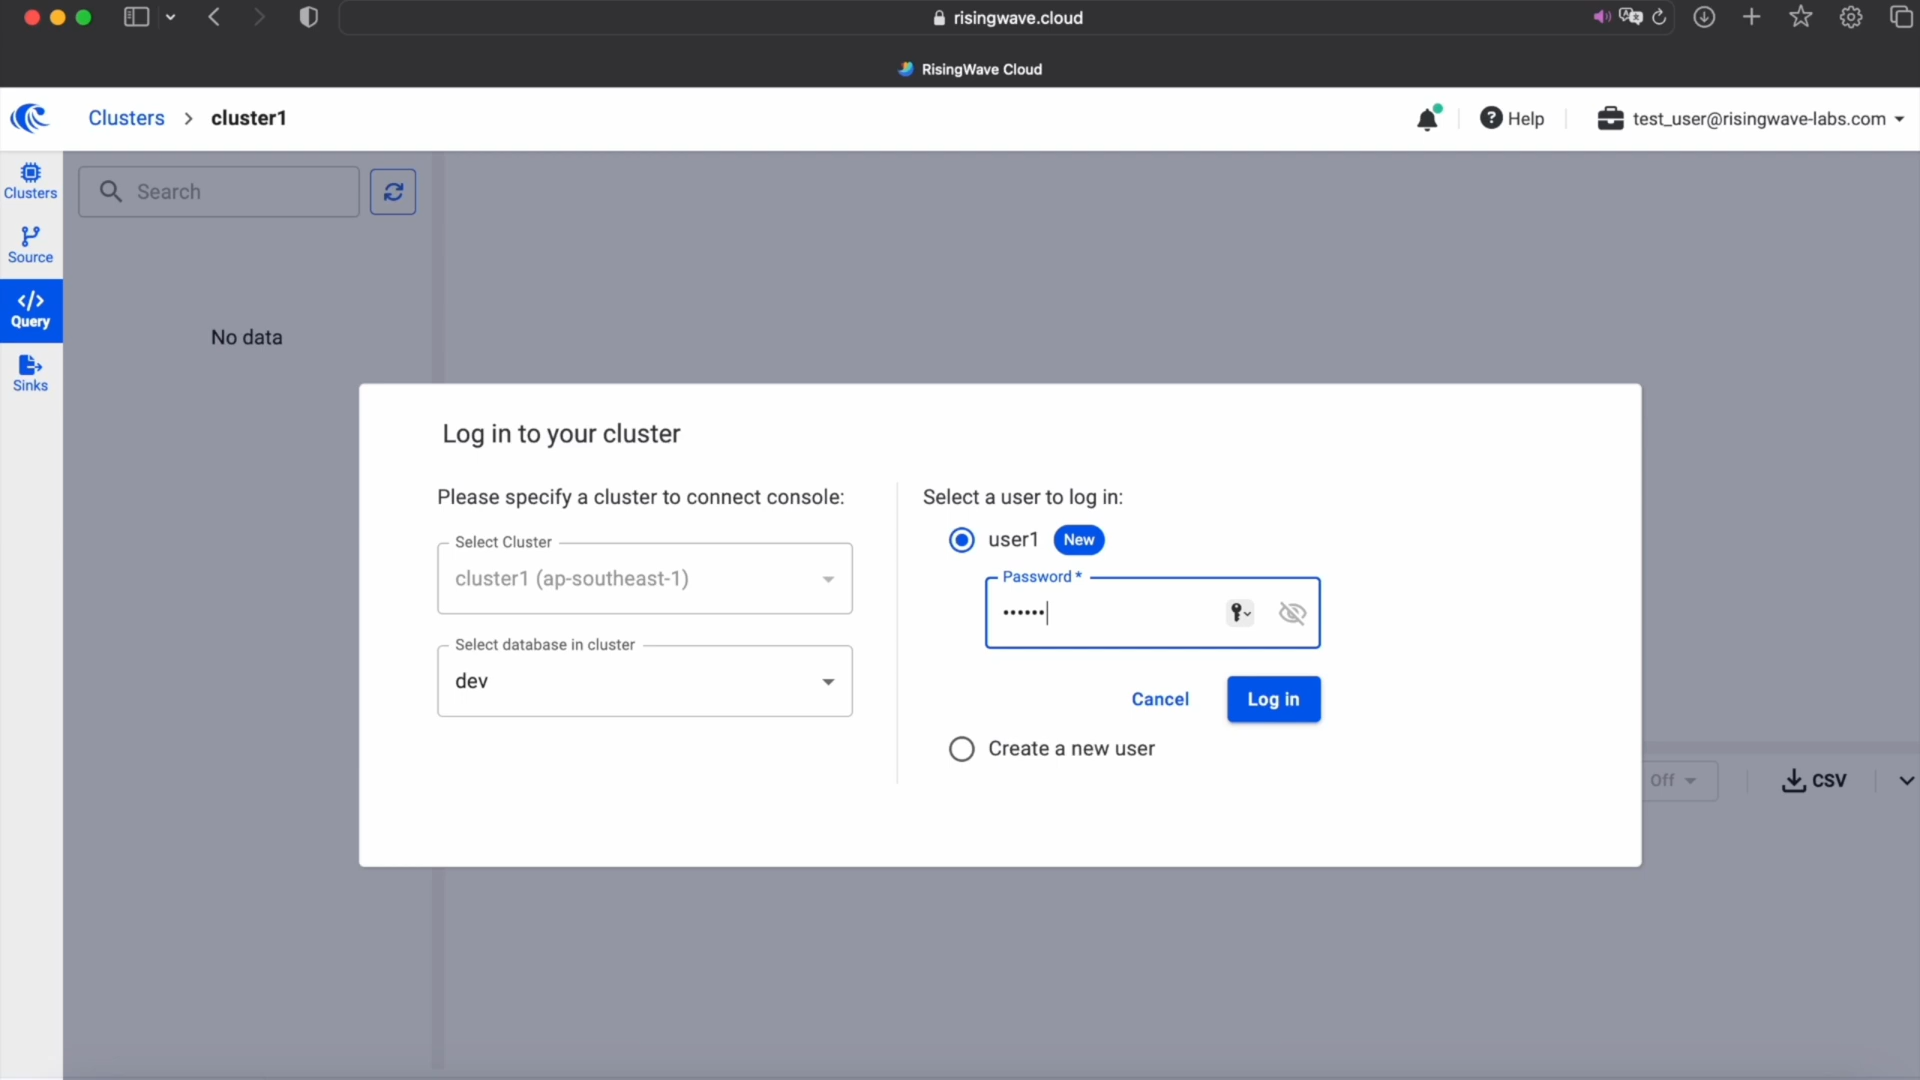 risingwave.cloud
RisingWave Cloud
Clusters > cluster1
Help
test_user@risingwave-labs.com
Clusters
Source
Query
Sinks
Search
No data
Log in to your cluster
Please specify a cluster to connect console:
Select Cluster
cluster1 (ap-southeast-1)
Select database in cluster
dev
Select a user to log in:
user1 New
Password *
••••••
Cancel
Log in
Create a new user
Off
CSV